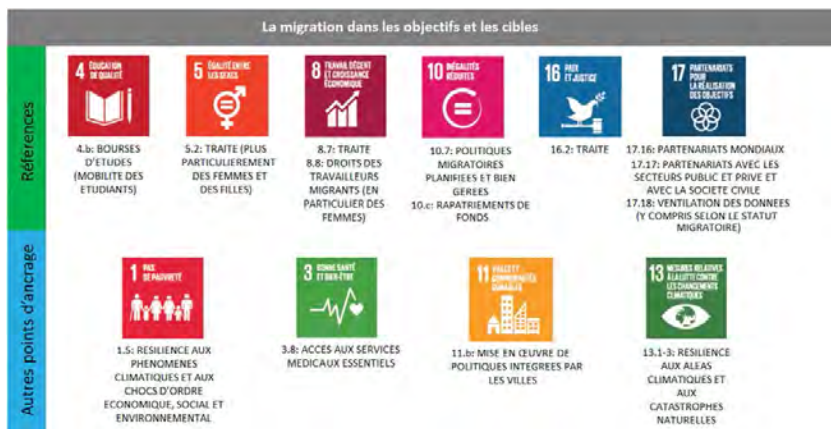 La migration dans les objectifs et les cibles
Références
4 ÉDUCATION
DE QUALITÉ
4.b: BOURSES
D'ETUDES
(MOBILITE DES
ETUDIANTS)
5 ÉGALITÉ ENTRE
LES SEXES
5.2: TRAITE (PLUS
PARTICULIEREMENT
DES FEMMES ET
DES FILLES)
8 TRAVAIL DÉCENT
ET CROISSANCE
ÉCONOMIQUE
8.7: TRAITE
8.8: DROITS DES
TRAVAILLEURS
MIGRANTS (EN
PARTICULIER DES
FEMMES)
10 INÉGALITÉS
RÉDUITES
10.7: POLITIQUES
MIGRATOIRES
PLANIFIEES ET BIEN
GEREES
10.c: RAPATRIEMENTS DE
FONDS
16 PAIX
ET JUSTICE
16.2: TRAITE
17 PARTENARIATS
POUR
LA RÉALISATION
DES OBJECTIFS
17.16: PARTENARIATS MONDIAUX
17.17: PARTENARIATS AVEC LES
SECTEURS PUBLIC ET PRIVE ET
AVEC LA SOCIETE CIVILE
17.18: VENTILATION DES DONNEES
(Y COMPRIS SELON LE STATUT
MIGRATOIRE)
Autres points d'ancrage
1 PAS
DE PAUVRETÉ
1.5: RESILIENCE AUX
PHENOMENES
CLIMATIQUES ET AUX
CHOCS D'ORDRE
ECONOMIQUE, SOCIAL ET
ENVIRONNEMENTAL
3 BONNE SANTÉ
ET BIEN-ÊTRE
3.8: ACCES AUX SERVICES
MEDICAUX ESSENTIELS
11 VILLES ET
COMMUNAUTÉS
DURABLES
11.b: MISE EN ŒUVRE DE
POLITIQUES INTEGREES PAR
LES VILLES
13 MESURES RELATIVES
À LA LUTTE CONTRE
LES CHANGEMENTS
CLIMATIQUES
13.1-3: RESILIENCE
AUX ALEAS
CLIMATIQUES ET
AUX
CATASTROPHES
NATURELLES